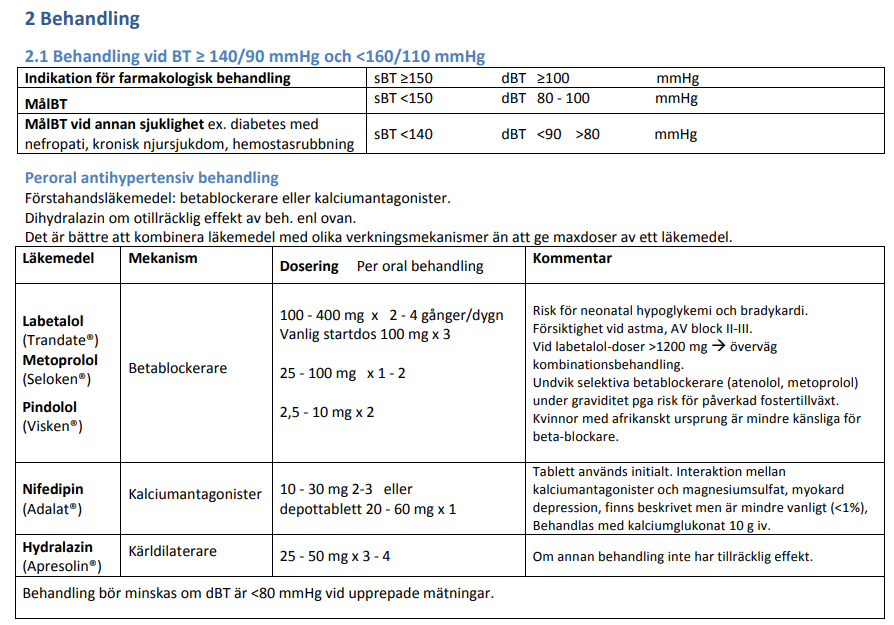 2 Behandling
2.1 Behandling vid BT ≥ 140/90 mmHg och <160/110 mmHg
Indikation för farmakologisk behandling sBT ≥150 dBT ≥100 mmHg
MålBT sBT <150 dBT 80 - 100 mmHg
MålBT vid annan sjuklighet ex. diabetes med
nefropati, kronisk njursjukdom, hemostasrubbning sBT <140 dBT <90 >80 mmHg
Peroral antihypertensiv behandling
Förstahandsläkemedel: betablockerare eller kalciumantagonister.
Dihydralazin om otillräcklig effekt av beh. enl ovan.
Det är bättre att kombinera läkemedel med olika verkningsmekanismer än att ge maxdoser av ett läkemedel.
Läkemedel Mekanism Dosering Per oral behandling Kommentar
Labetalol
(Trandate®)
Metoprolol
(Seloken®)
Pindolol
(Visken®)
Betablockerare
100 - 400 mg x 2 - 4 gånger/dygn
Vanlig startdos 100 mg x 3
25 - 100 mg x 1 - 2
2,5 - 10 mg x 2
Risk för neonatal hypoglykemi och bradykardi.
Försiktighet vid astma, AV block II-III.
Vid labetalol-doser >1200 mg → överväg
kombinationsbehandling.
Undvik selektiva betablockerare (atenolol, metoprolol)
under graviditet pga risk för påverkad fostertillväxt.
Kvinnor med afrikanskt ursprung är mindre känsliga för
beta-blockare.
Nifedipin
(Adalat®)
Kalciumantagonister
10 - 30 mg 2-3 eller
depottablett 20 - 60 mg x 1
Tablett används initialt. Interaktion mellan
kalciumantagonister och magnesiumsulfat, myokard
depression, finns beskrivet men är mindre vanligt (<1%),
Behandlas med kalciumglukonat 10 g iv.
Hydralazin
(Apresolin®)
Kärldilaterare
25 - 50 mg x 3 - 4
Om annan behandling inte har tillräcklig effekt.
Behandling bör minskas om dBT är <80 mmHg vid upprepade mätningar.